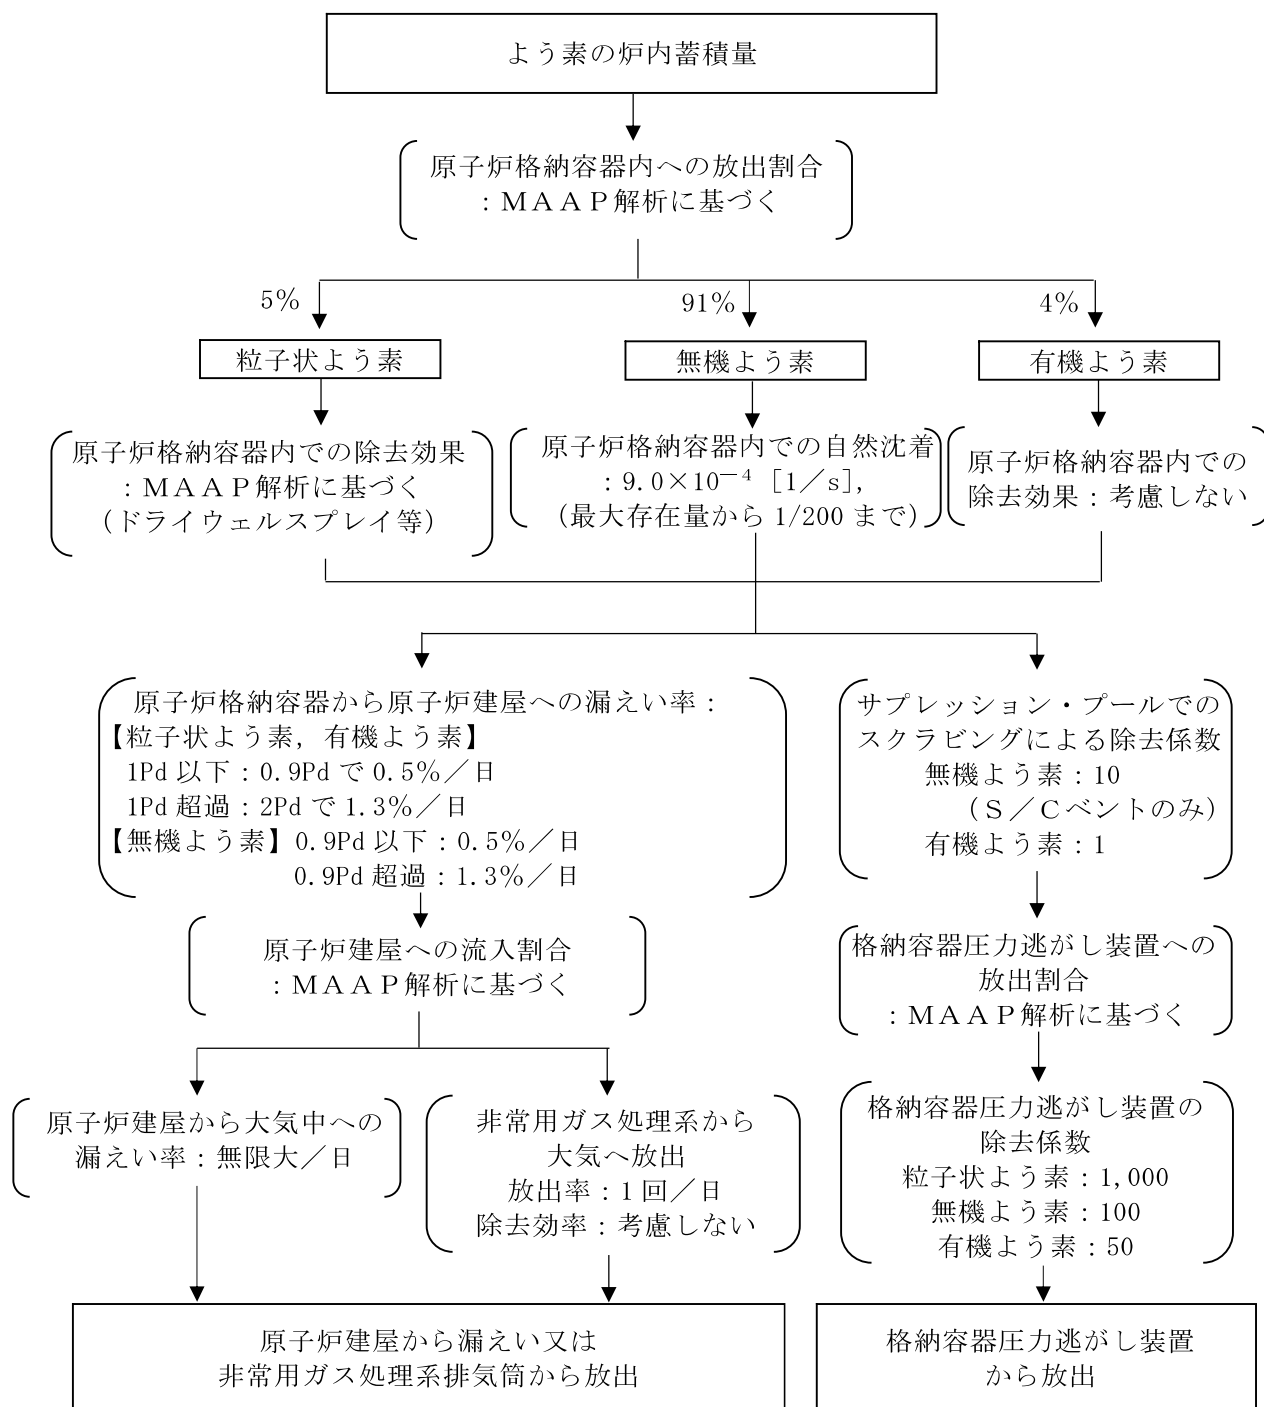 よう素の炉内蓄積量
原子炉格納容器内への放出割合
：ＭＡＡＰ解析に基づく
5%
91%
4%
粒子状よう素
無機よう素
有機よう素
原子炉格納容器内での除去効果
：ＭＡＡＰ解析に基づく
（ドライウェルスプレイ等）
原子炉格納容器内での自然沈着
：9.0×10⁻⁴ [1／s],
（最大存在量から 1/200 まで）
原子炉格納容器内での
除去効果：考慮しない
原子炉格納容器から原子炉建屋への漏えい率：
【粒子状よう素，有機よう素】
1Pd 以下：0.9Pd で 0.5%／日
1Pd 超過：2Pd で 1.3%／日
【無機よう素】0.9Pd 以下：0.5%／日
0.9Pd 超過：1.3%／日
サプレッション・プールでの
スクラビングによる除去係数
無機よう素：10
（Ｓ／Ｃベントのみ）
有機よう素：1
原子炉建屋への流入割合
：ＭＡＡＰ解析に基づく
格納容器圧力逃がし装置への
放出割合
：ＭＡＡＰ解析に基づく
原子炉建屋から大気中への
漏えい率：無限大／日
非常用ガス処理系から
大気へ放出
放出率：1 回／日
除去効率：考慮しない
格納容器圧力逃がし装置の
除去係数
粒子状よう素：1,000
無機よう素：100
有機よう素：50
原子炉建屋から漏えい又は
非常用ガス処理系排気筒から放出
格納容器圧力逃がし装置
から放出